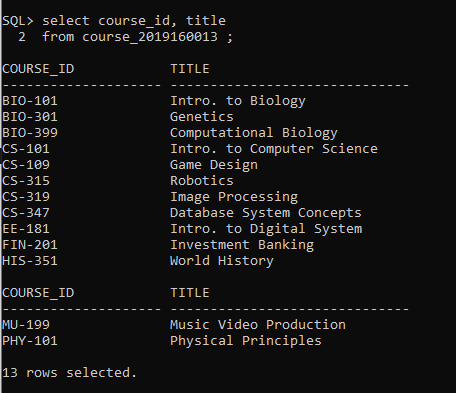 SQL> select course_id, title
  2  from course_2019160013 ;
COURSE_ID            TITLE
-------------------- ------------------------------
BIO-101              Intro. to Biology
BIO-301              Genetics
BIO-399              Computational Biology
CS-101               Intro. to Computer Science
CS-109               Game Design
CS-315               Robotics
CS-319               Image Processing
CS-347               Database System Concepts
EE-181               Intro. to Digital System
FIN-201              Investment Banking
HIS-351              World History
COURSE_ID            TITLE
-------------------- ------------------------------
MU-199               Music Video Production
PHY-101              Physical Principles
13 rows selected.